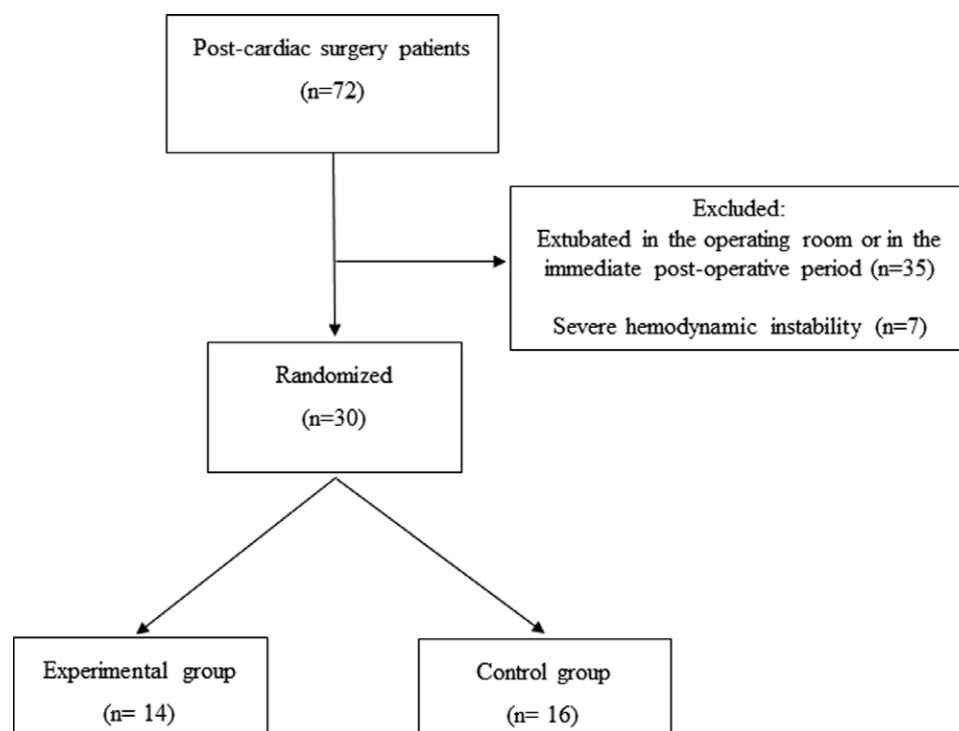 Post-cardiac surgery patients
(n=72)
Excluded:
Extubated in the operating room or in the
immediate post-operative period (n=35)
Severe hemodynamic instability (n=7)
Randomized
(n=30)
Experimental group
(n= 14)
Control group
(n= 16)